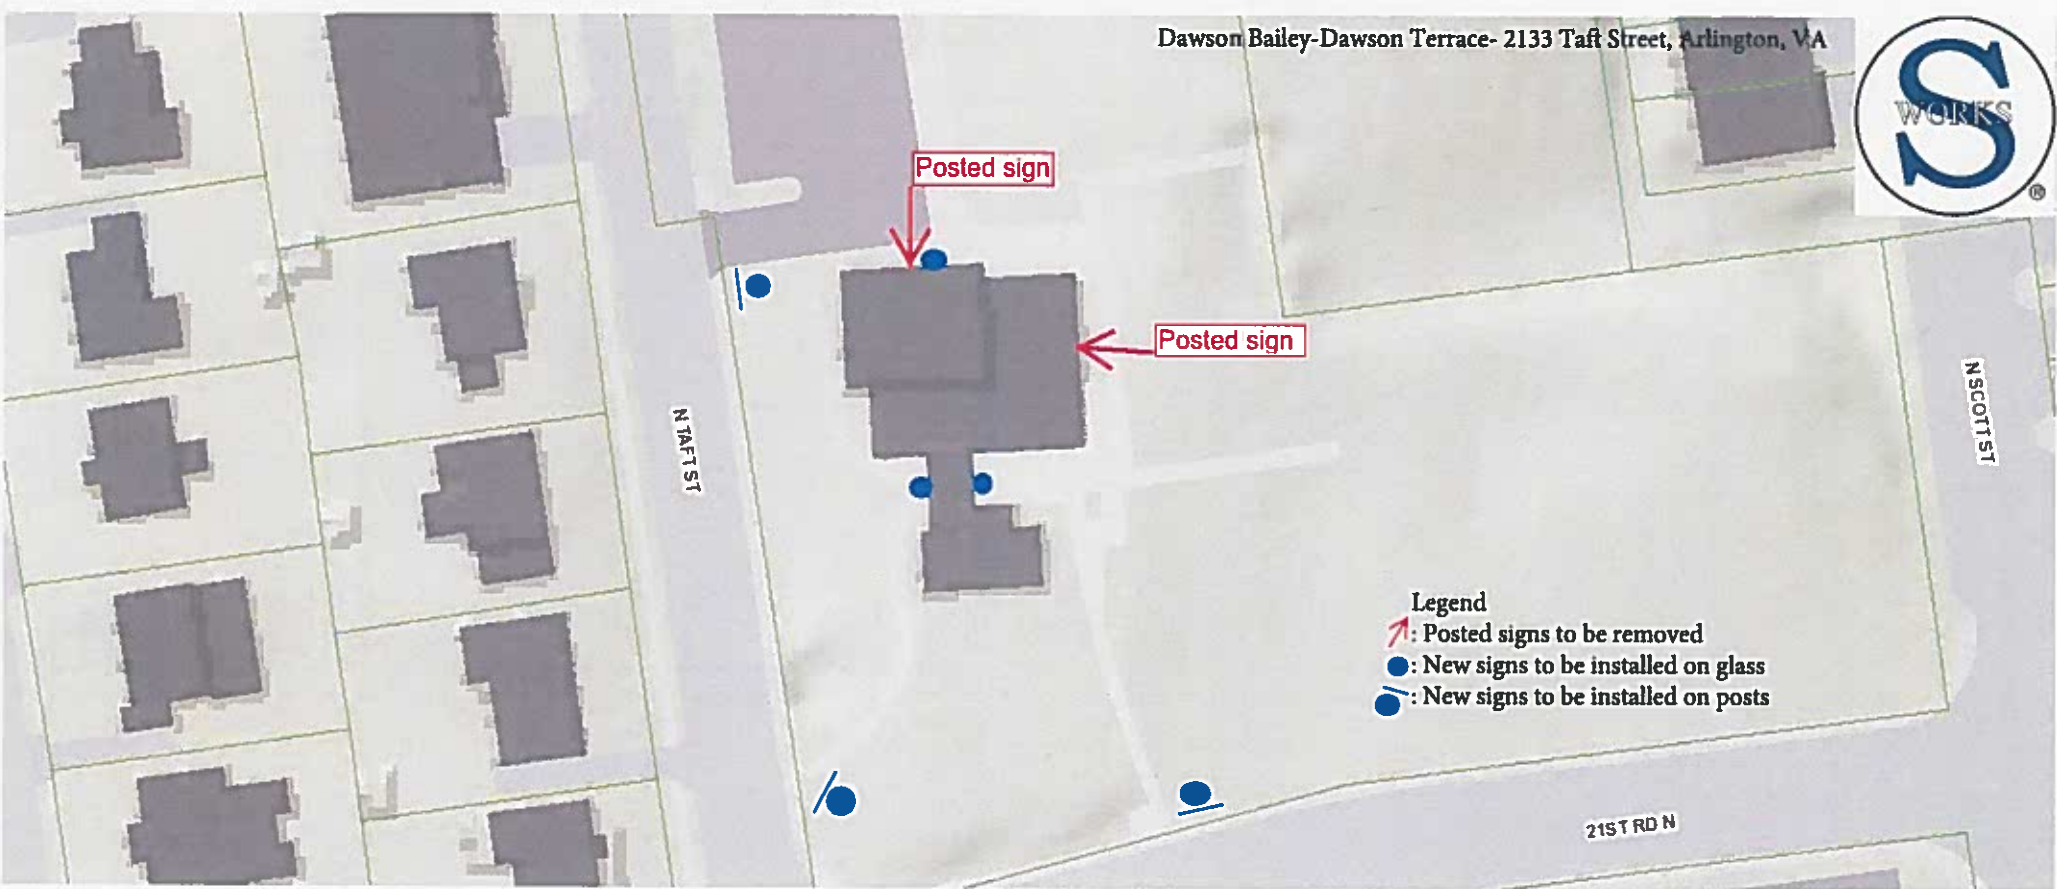 Dawson Bailey-Dawson Terrace- 2133 Taft Street, Arlington, VA
S
WORKS
®
Posted sign
Posted sign
N TAFT ST
N SCOTT ST
Legend
: Posted signs to be removed
: New signs to be installed on glass
: New signs to be installed on posts
21ST RD N